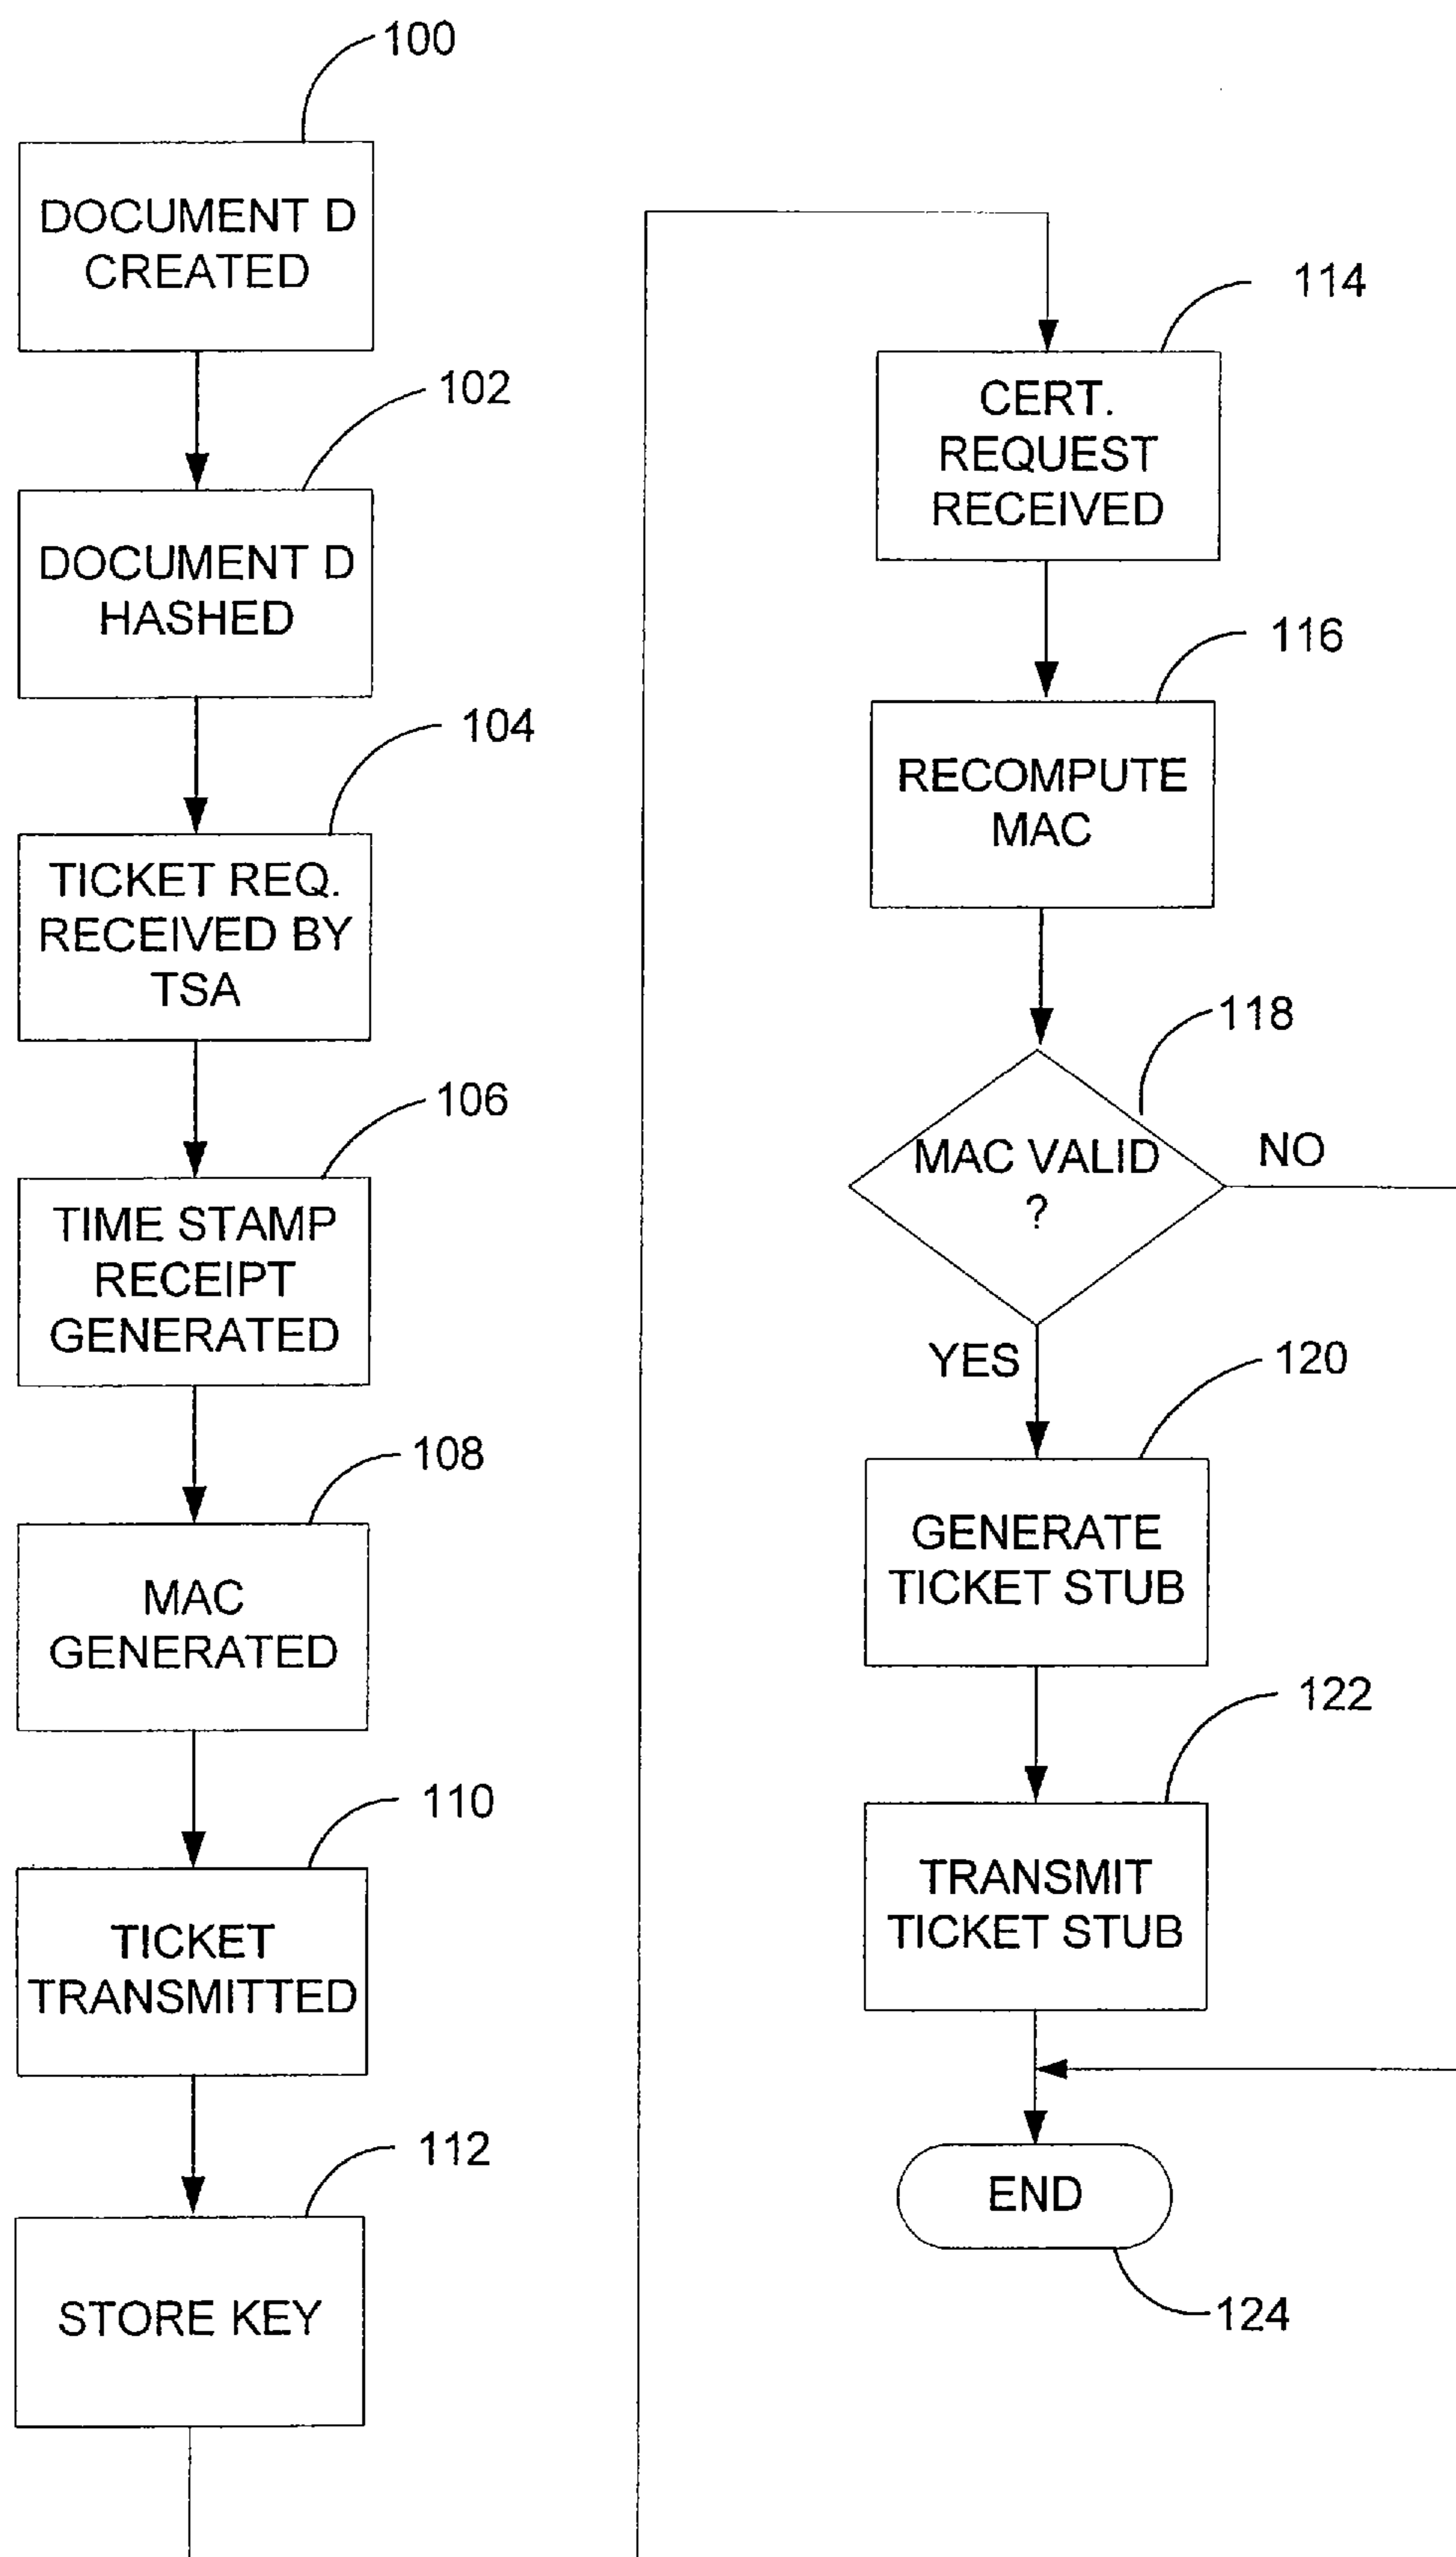 100
DOCUMENT D
CREATED
102
DOCUMENT D
HASHED
104
TICKET REQ.
RECEIVED BY
TSA
106
TIME STAMP
RECEIPT
GENERATED
108
MAC
GENERATED
110
TICKET
TRANSMITTED
112
STORE KEY
114
CERT.
REQUEST
RECEIVED
116
RECOMPUTE
MAC
118
MAC VALID
?
NO
YES
120
GENERATE
TICKET STUB
122
TRANSMIT
TICKET STUB
END
124